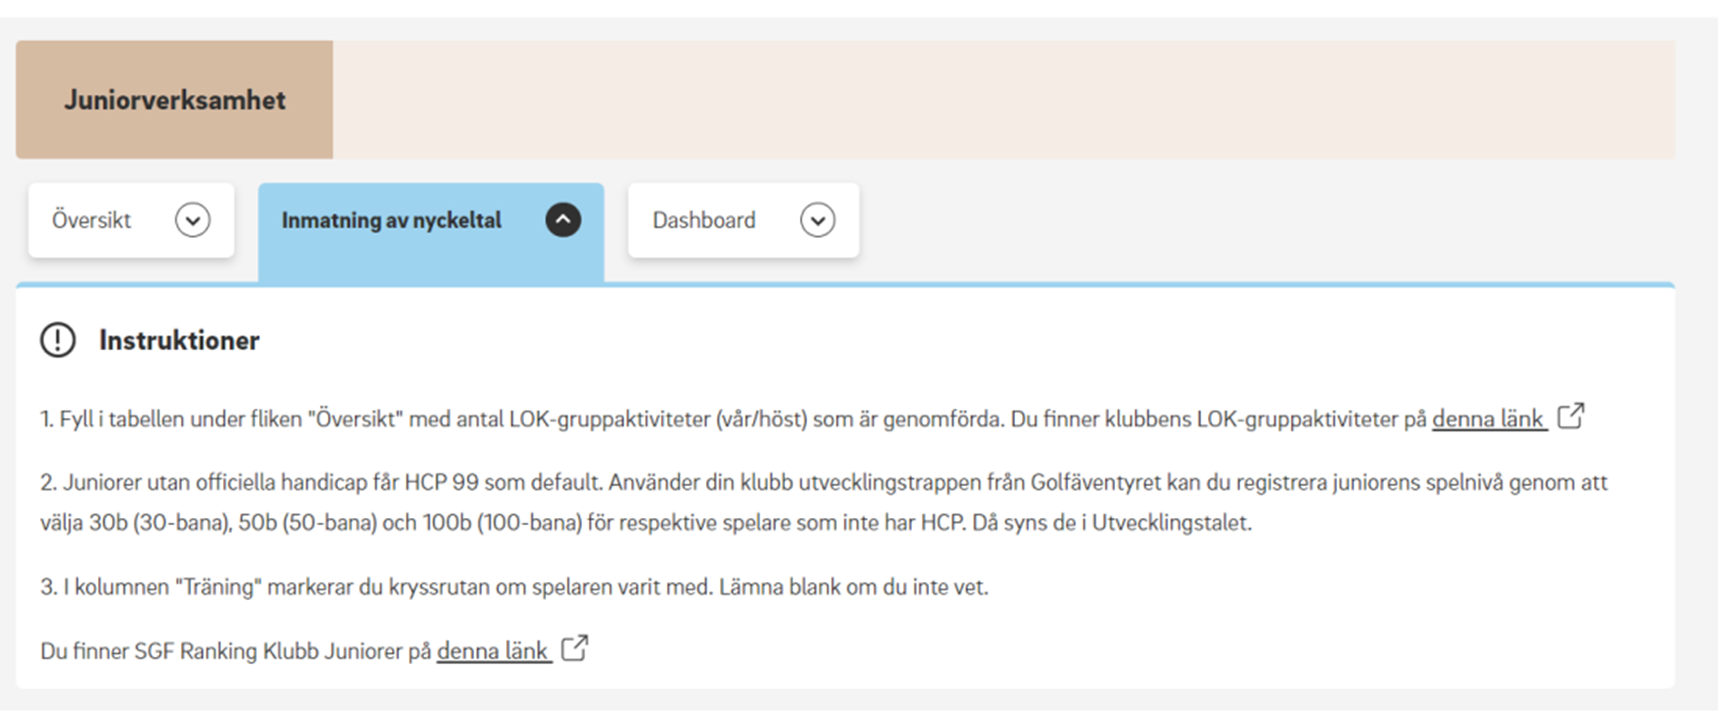 Juniorverksamhet
Översikt
Inmatning av nyckeltal
Dashboard
Instruktioner
1. Fyll i tabellen under fliken "Översikt" med antal LOK-gruppaktiviteter (vår/höst) som är genomförda. Du finner klubbens LOK-gruppaktiviteter på denna länk
2. Juniorer utan officiella handicap får HCP 99 som default. Använder din klubb utvecklingstrappen från Golfäventyret kan du registrera juniorens spelnivå genom att
välja 30b (30-bana), 50b (50-bana) och 100b (100-bana) för respektive spelare som inte har HCP. Då syns de i Utvecklingstalet.
3. I kolumnen "Träning" markerar du kryssrutan om spelaren varit med. Lämna blank om du inte vet.
Du finner SGF Ranking Klubb Juniorer på denna länk